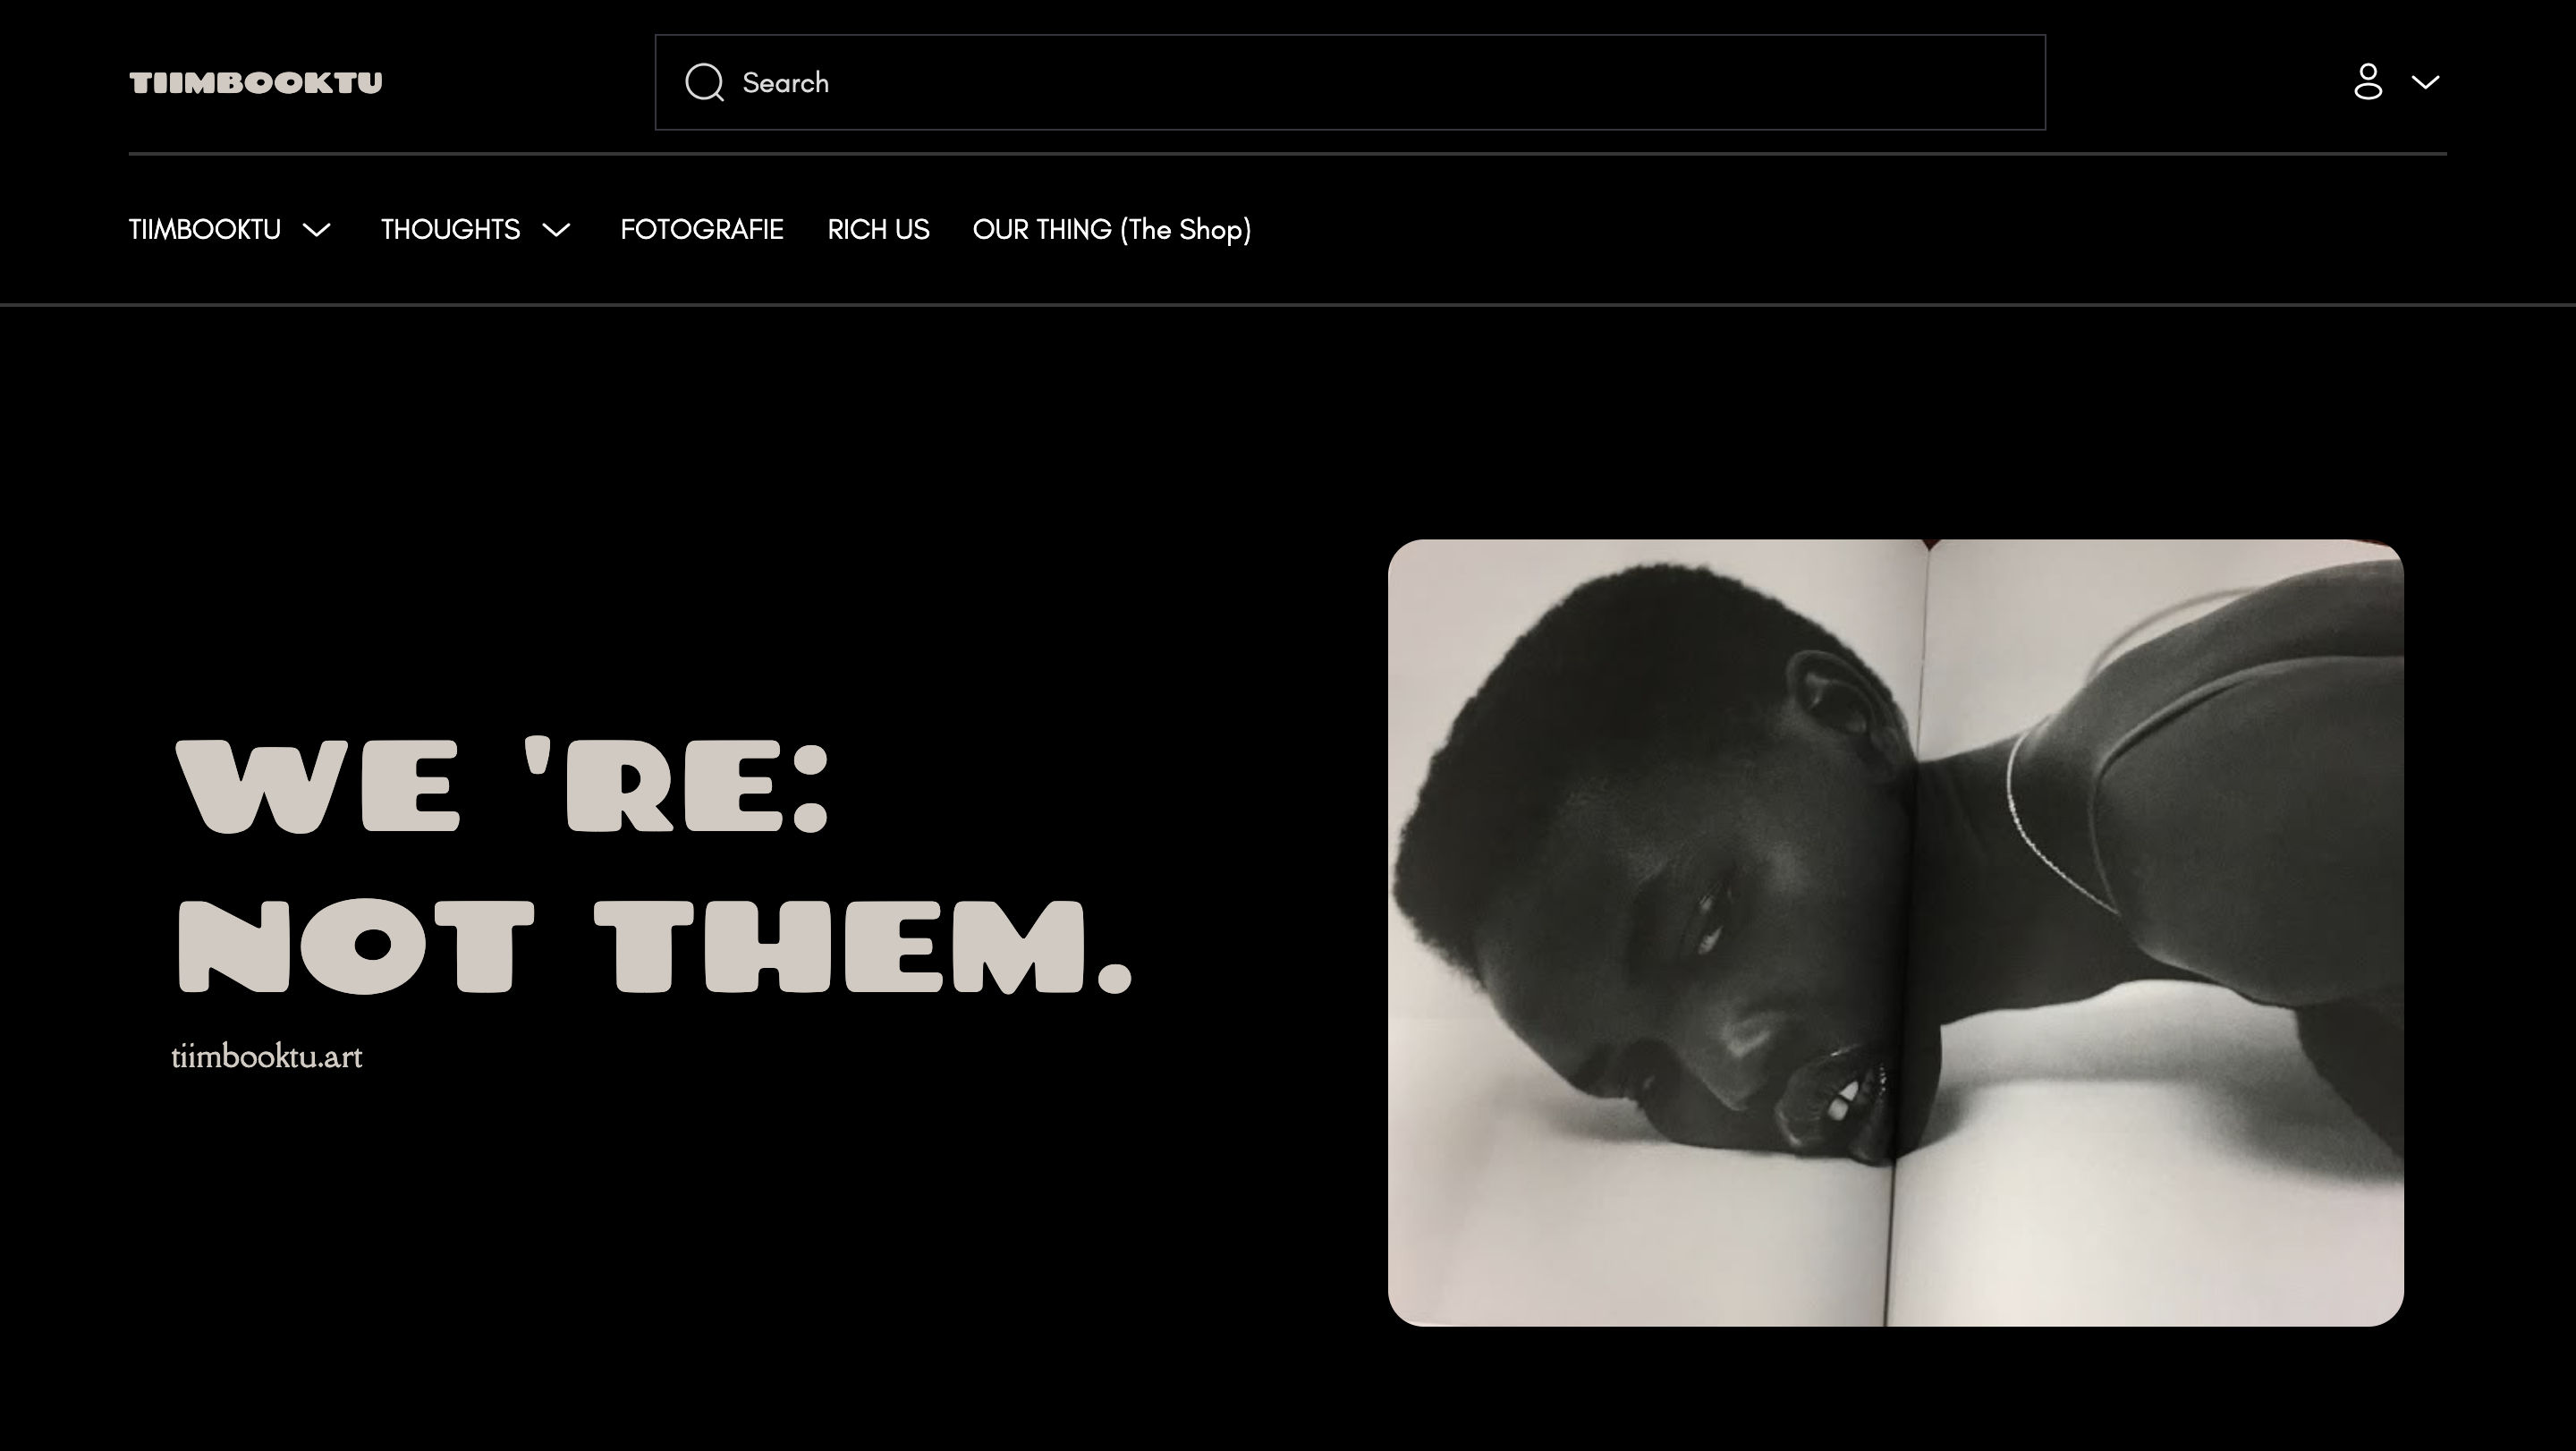 TIIMBOOKTU
Search
TIIMBOOKTU THOUGHTS FOTOGRAFIE RICH US OUR THING (The Shop)
WE 'RE:
NOT THEM.
tiimbooktu.art